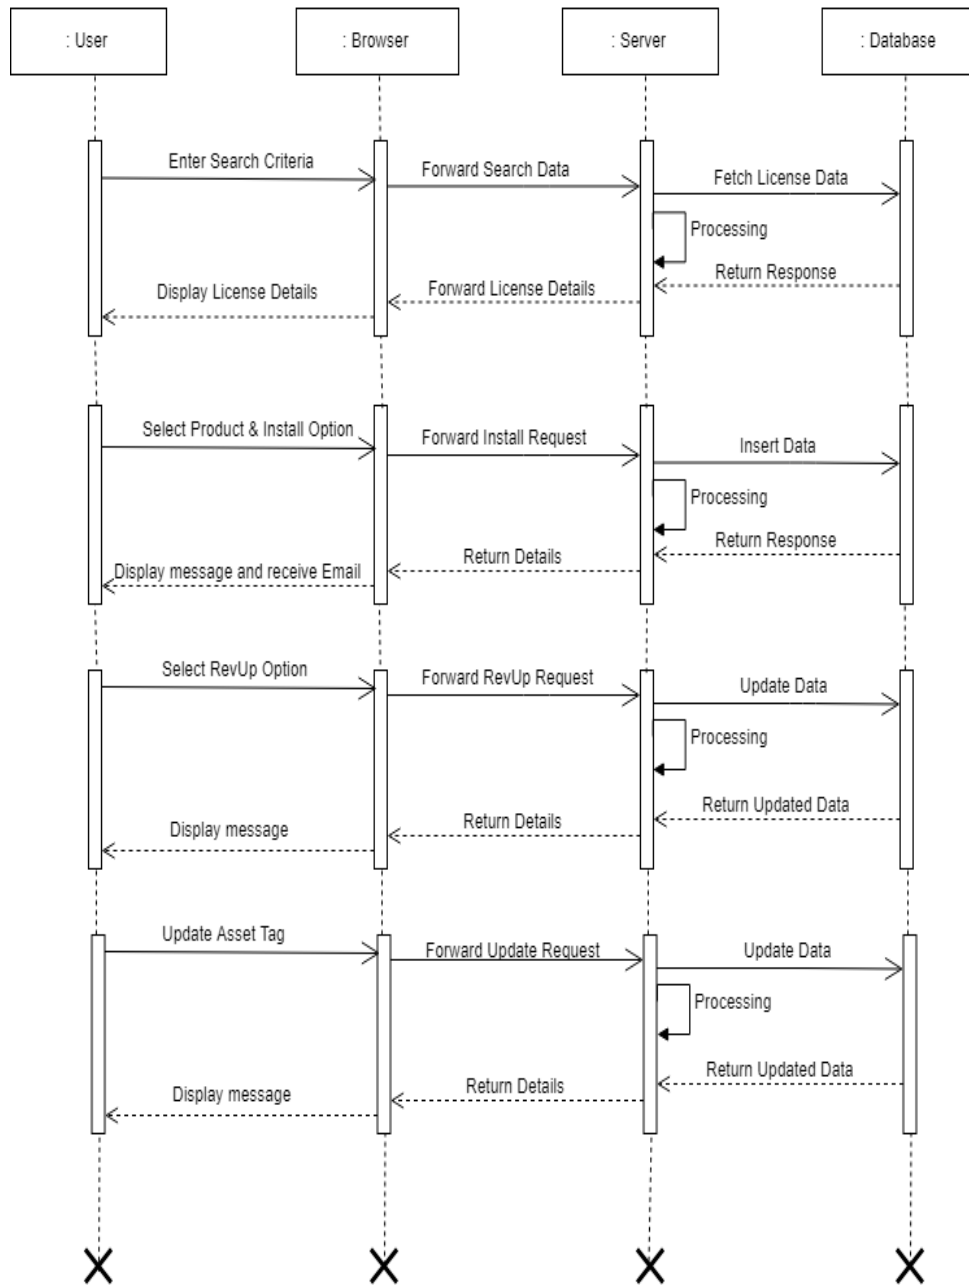 : User
: Browser
: Server
: Database
Enter Search Criteria
Forward Search Data
Fetch License Data
Processing
Return Response
Forward License Details
Display License Details
Select Product & Install Option
Forward Install Request
Insert Data
Processing
Return Response
Return Details
Display message and receive Email
Select RevUp Option
Forward RevUp Request
Update Data
Processing
Return Updated Data
Return Details
Display message
Update Asset Tag
Forward Update Request
Update Data
Processing
Return Updated Data
Return Details
Display message